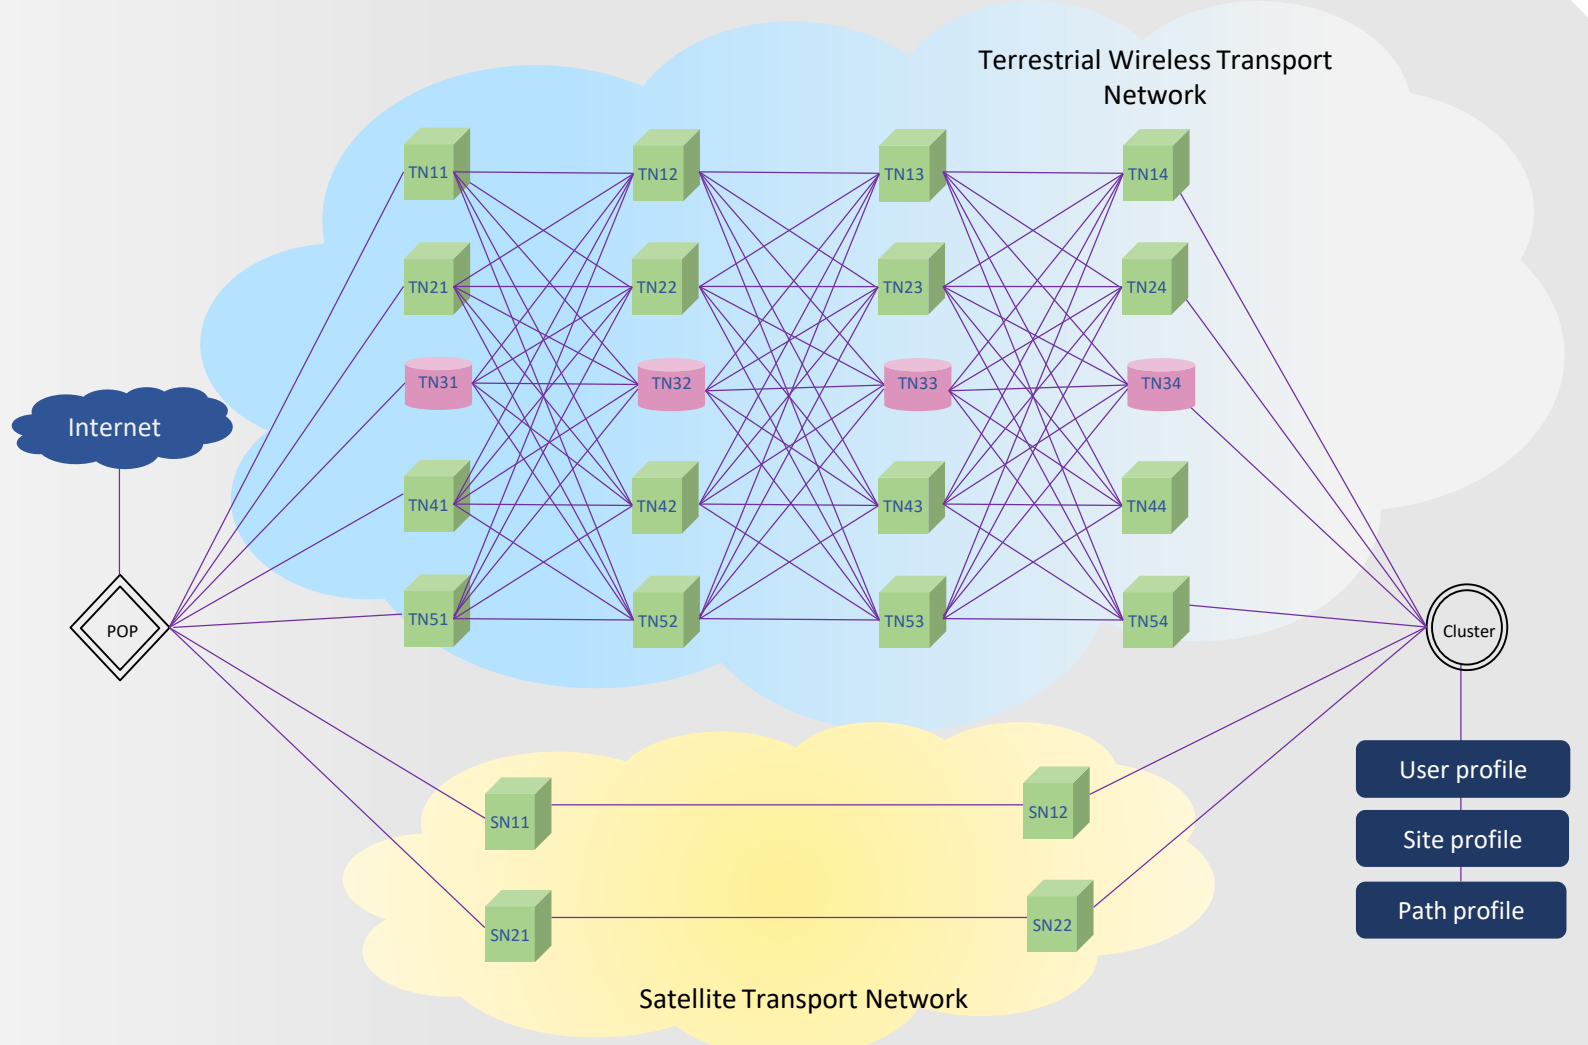 Terrestrial Wireless Transport
Network
TN11
TN12
TN13
TN14
TN21
TN22
TN23
TN24
TN31
TN32
TN33
TN34
Internet
TN41
TN42
TN43
TN44
TN51
TN52
TN53
TN54
POP
Cluster
User profile
SN11
SN12
Site profile
Path profile
SN21
SN22
Satellite Transport Network